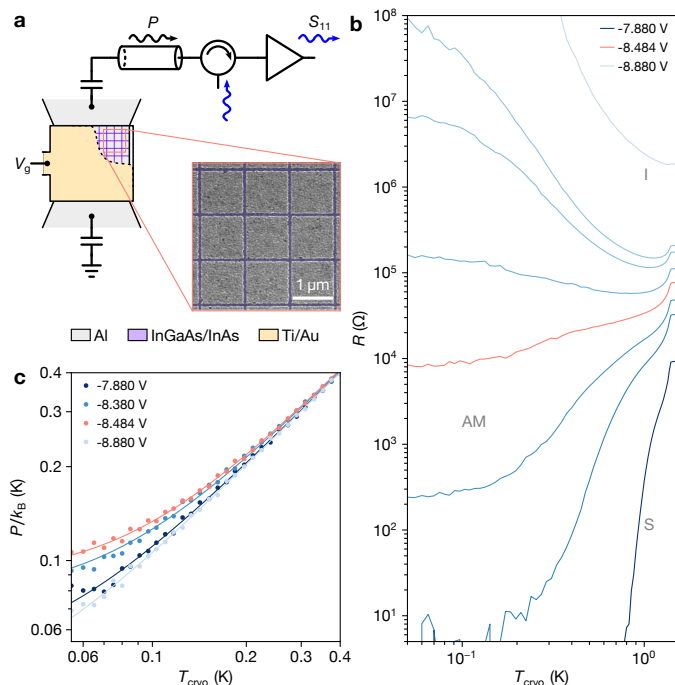 a
P
S11
Vg
1 μm
Al
InGaAs/InAs
Ti/Au
b
-7.880 V
-8.484 V
-8.880 V
I
AM
S
R (Ω)
10⁸
10⁷
10⁶
10⁵
10⁴
10³
10²
10¹
10⁻¹
10⁰
Tcryo (K)
c
-7.880 V
-8.380 V
-8.484 V
-8.880 V
P/kB (K)
0.4
0.3
0.2
0.1
0.06
0.06
0.1
0.2
0.3
0.4
Tcryo (K)